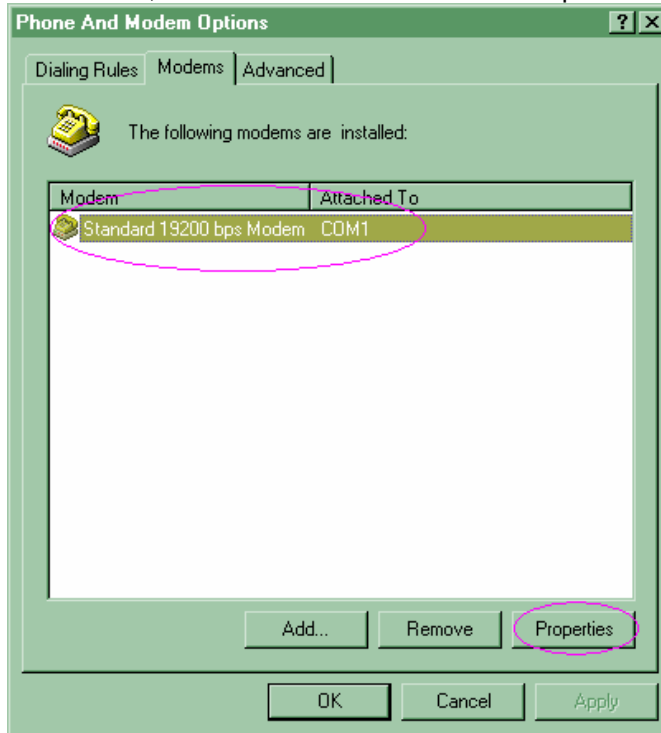 Phone And Modem Options ? X
Dialing Rules Modems Advanced
The following modems are installed:
Modem Attached To
Standard 19200 bps Modem COM1
Add... Remove Properties
OK Cancel Apply